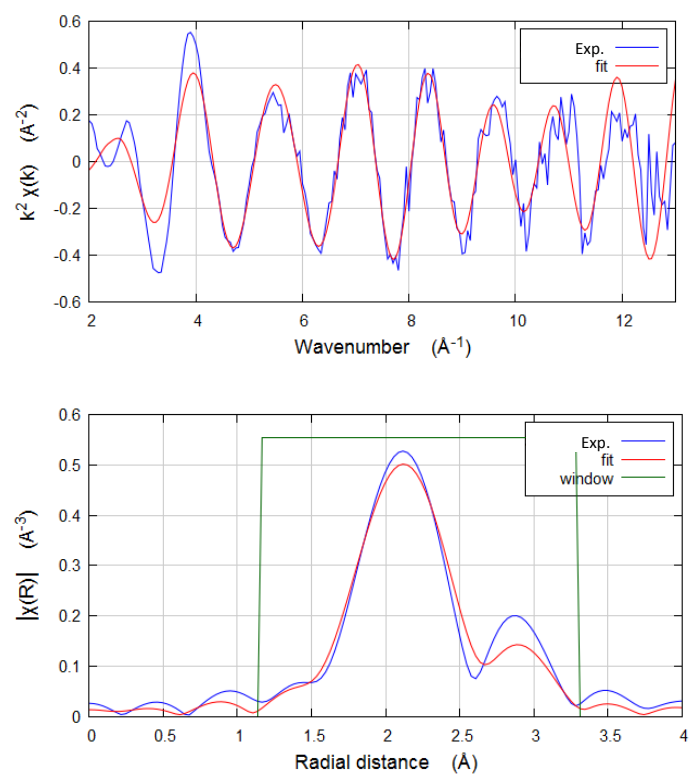 0.6
0.4
0.2
0
-0.2
-0.4
-0.6
k² χ(k) (A⁻²)
Exp.
fit
2 4 6 8 10 12
Wavenumber (Å⁻¹)
0.6
0.5
0.4
0.3
0.2
0.1
0
|χ(R)| (A⁻³)
Exp.
fit
window
0 0.5 1 1.5 2 2.5 3 3.5 4
Radial distance (Å)